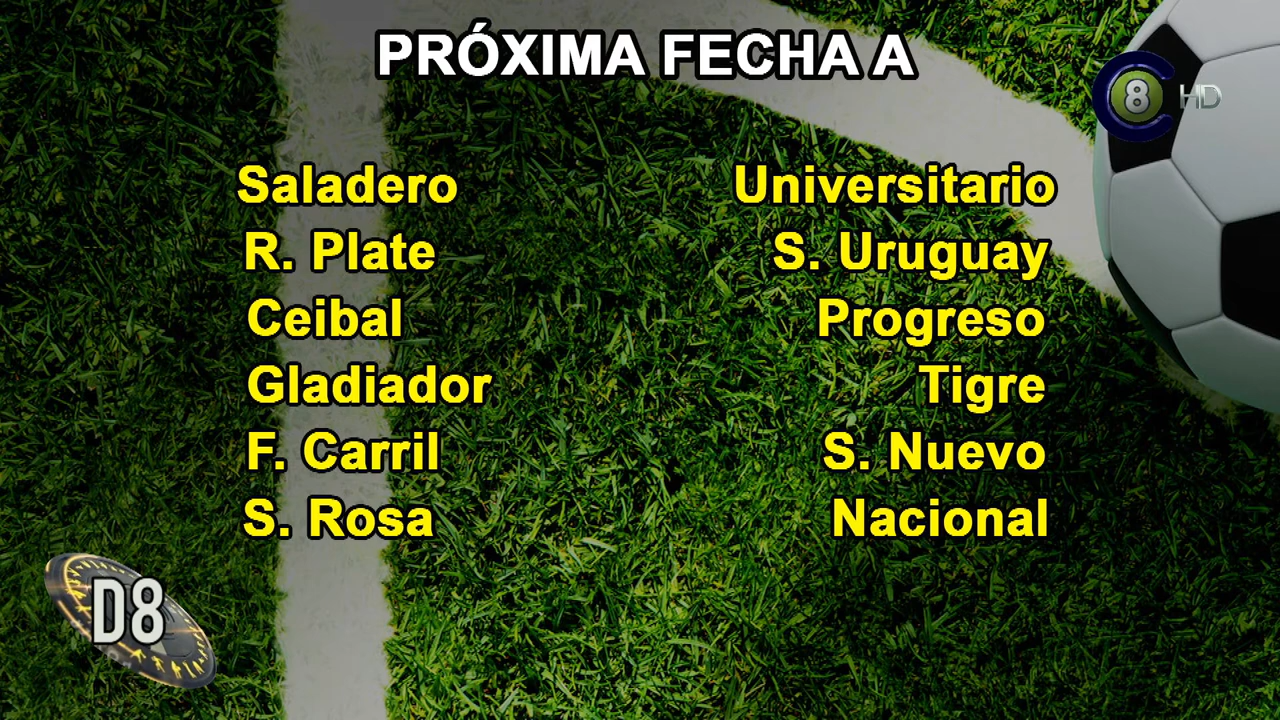 PRÓXIMA FECHA A
8 HD
Saladero Universitario
R. Plate S. Uruguay
Ceibal Progreso
Gladiador Tigre
F. Carril S. Nuevo
S. Rosa Nacional
D8